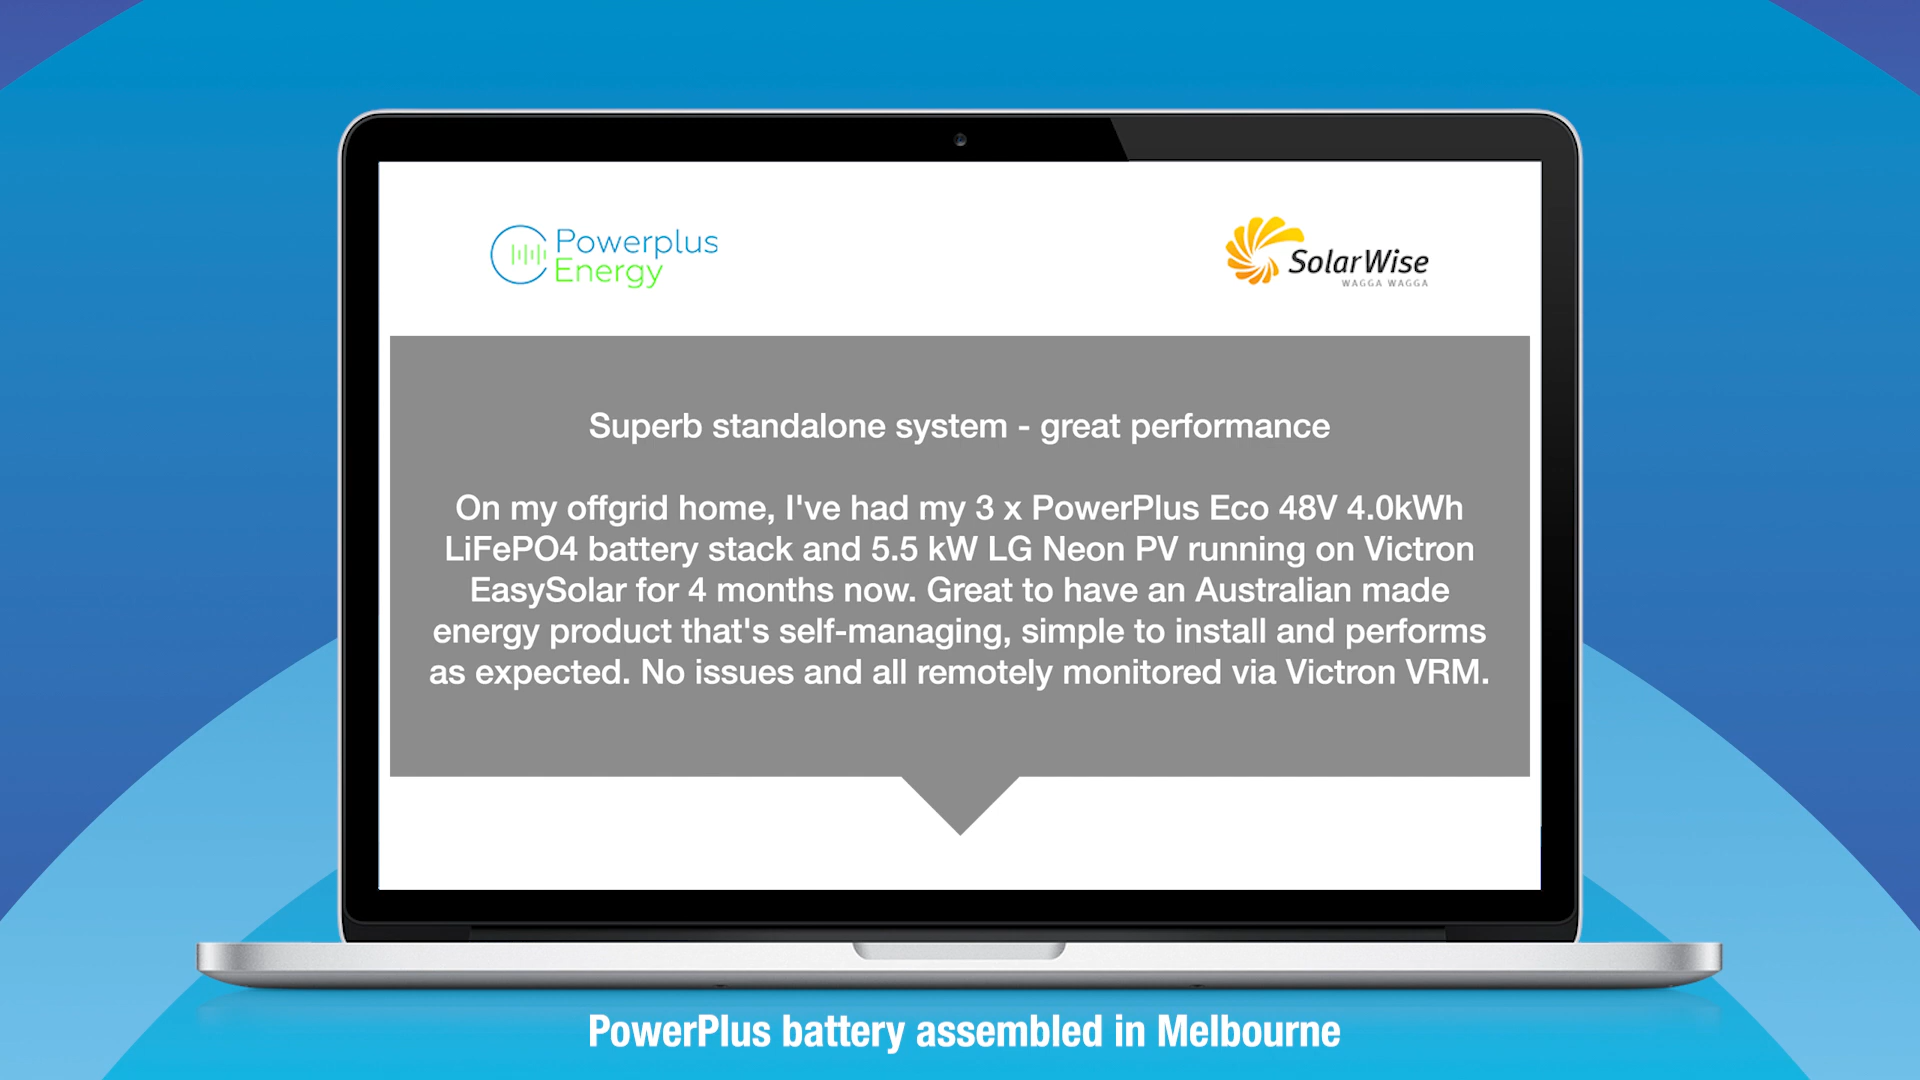 Powerplus
Energy
SolarWise
WAGGA WAGGA
Superb standalone system - great performance
On my offgrid home, I've had my 3 x PowerPlus Eco 48V 4.0kWh
LiFePO4 battery stack and 5.5 kW LG Neon PV running on Victron
EasySolar for 4 months now. Great to have an Australian made
energy product that's self-managing, simple to install and performs
as expected. No issues and all remotely monitored via Victron VRM.
PowerPlus battery assembled in Melbourne